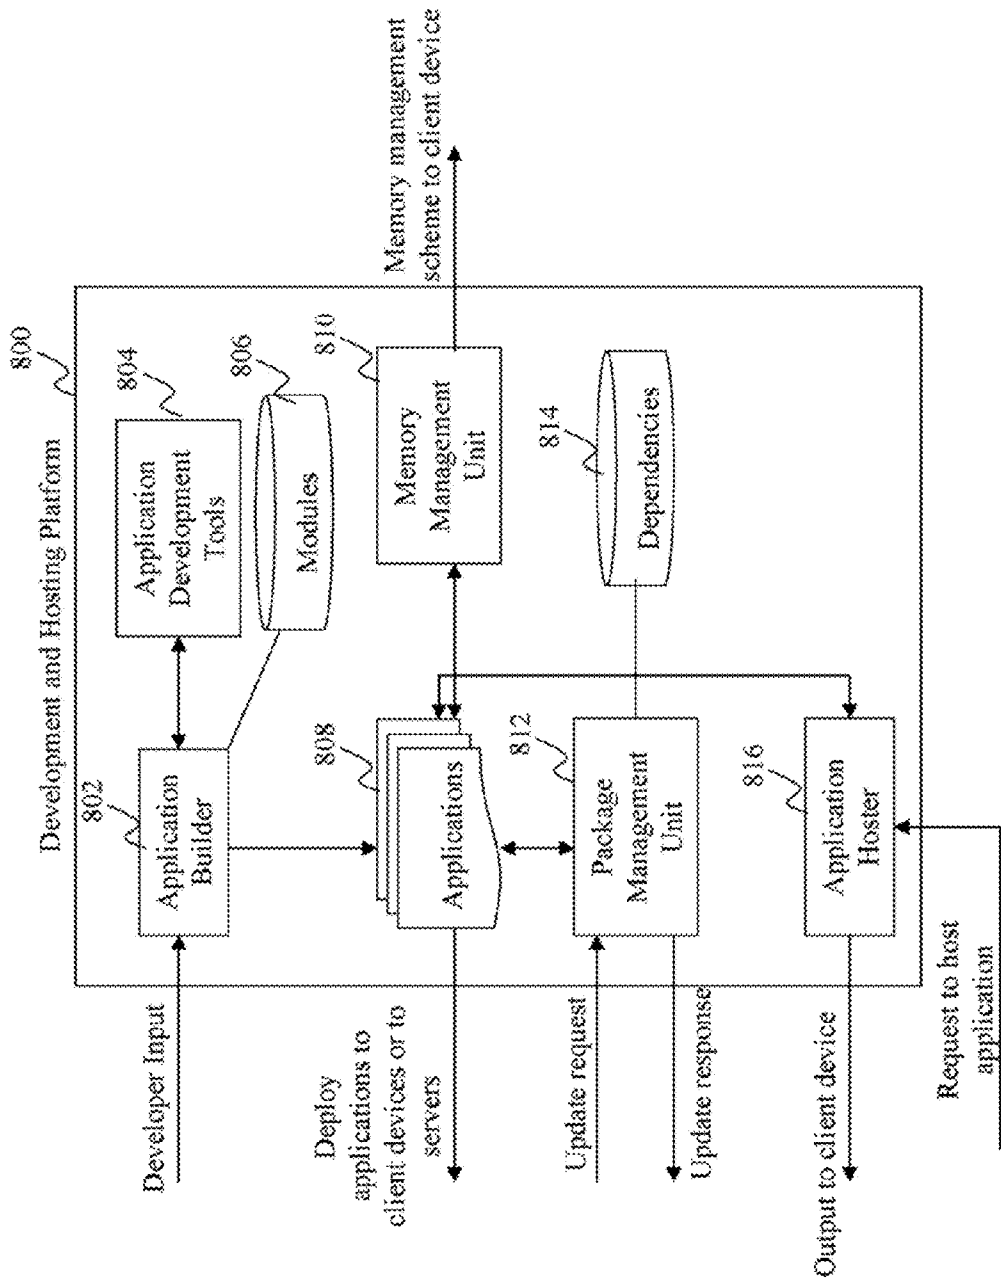 Development and Hosting Platform
800
Developer Input
802
Application
Builder
804
Application
Development
Tools
806
Modules
Deploy
applications to
client devices or to
servers
808
Applications
810
Memory
Management
Unit
Memory management
scheme to client device
Update request
Update response
812
Package
Management
Unit
814
Dependencies
Output to client device
816
Application
Hoster
Request to host
application